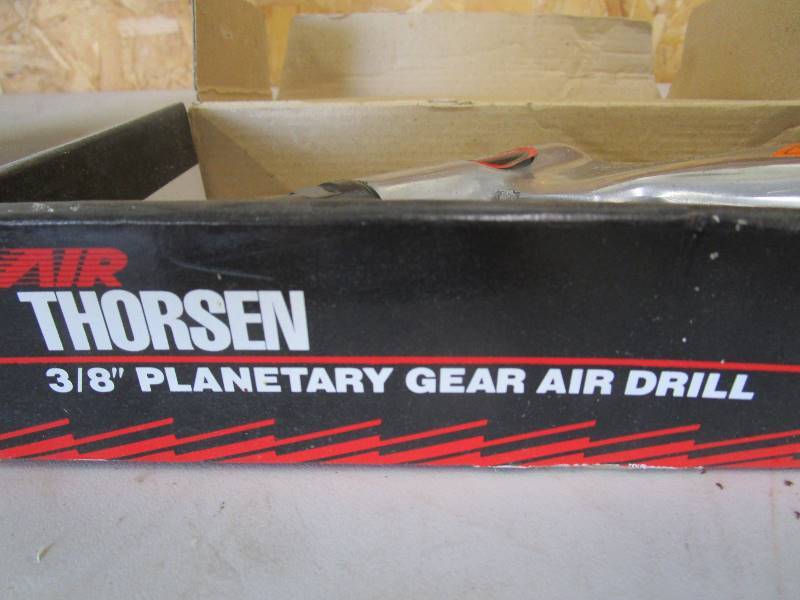 AIR
THORSEN
3/8" PLANETARY GEAR AIR DRILL